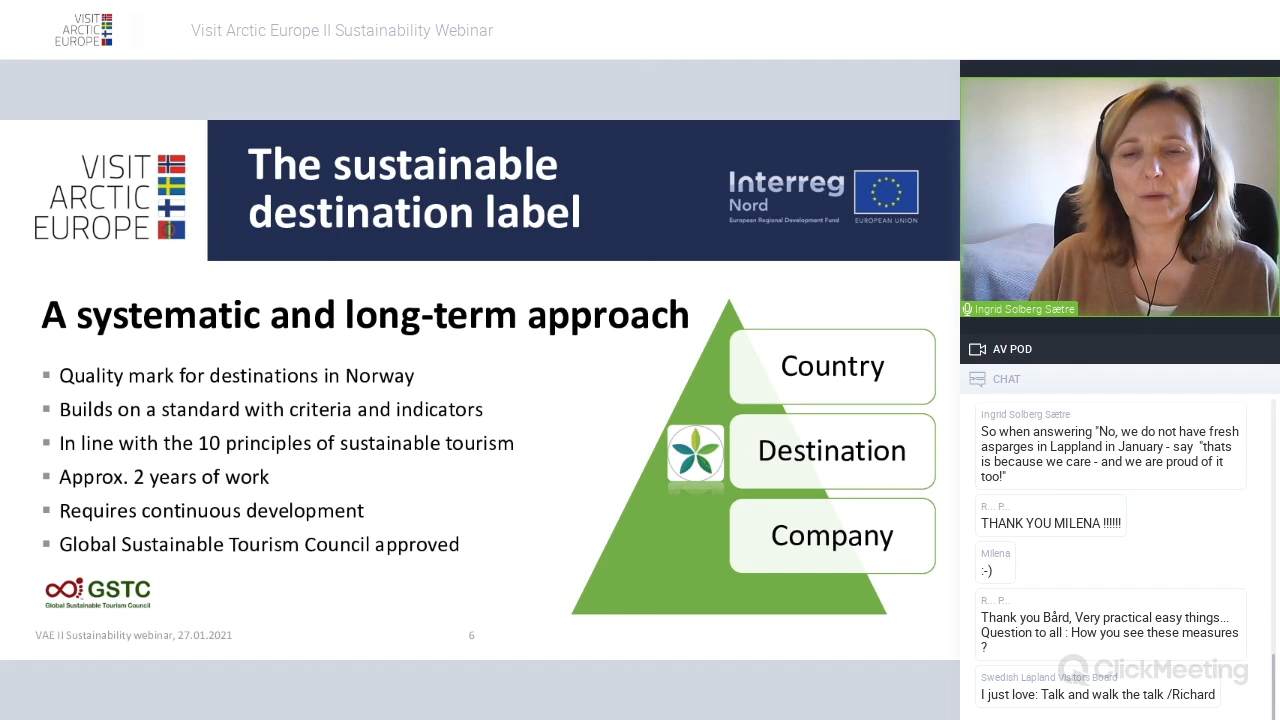 VISIT
ARCTIC
EUROPE
Visit Arctic Europe II Sustainability Webinar
VISIT
ARCTIC
EUROPE
The sustainable
destination label
Interreg
Nord
European Regional Development Fund
EUROPEAN UNION
A systematic and long-term approach
Quality mark for destinations in Norway
Builds on a standard with criteria and indicators
In line with the 10 principles of sustainable tourism
Approx. 2 years of work
Requires continuous development
Global Sustainable Tourism Council approved
Country
Destination
Company
GSTC
Global Sustainable Tourism Council
VAE II Sustainability webinar, 27.01.2021
6
Ingrid Solberg Sætre
AV POD
CHAT
Ingrid Solberg Sætre
So when answering "No, we do not have fresh
asparges in Lappland in January - say "thats
is because we care - and we are proud of it
too!"
R... P...
THANK YOU MILENA !!!!!!
Milena
:-)
R... P...
Thank you Bård, Very practical easy things...
Question to all : How you see these measures
?
ClickMeeting
Swedish Lapland Visitors Board
I just love: Talk and walk the talk /Richard